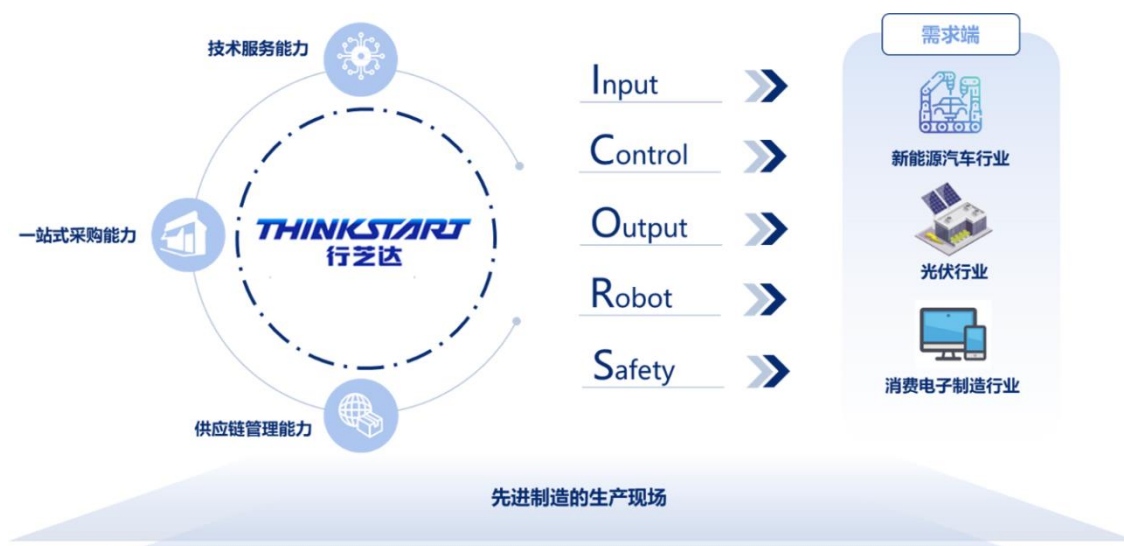 技术服务能力
一站式采购能力
供应链管理能力
THINKSTART
行芝达
Input
Control
Output
Robot
Safety
需求端
新能源汽车行业
光伏行业
消费电子制造行业
先进制造的生产现场